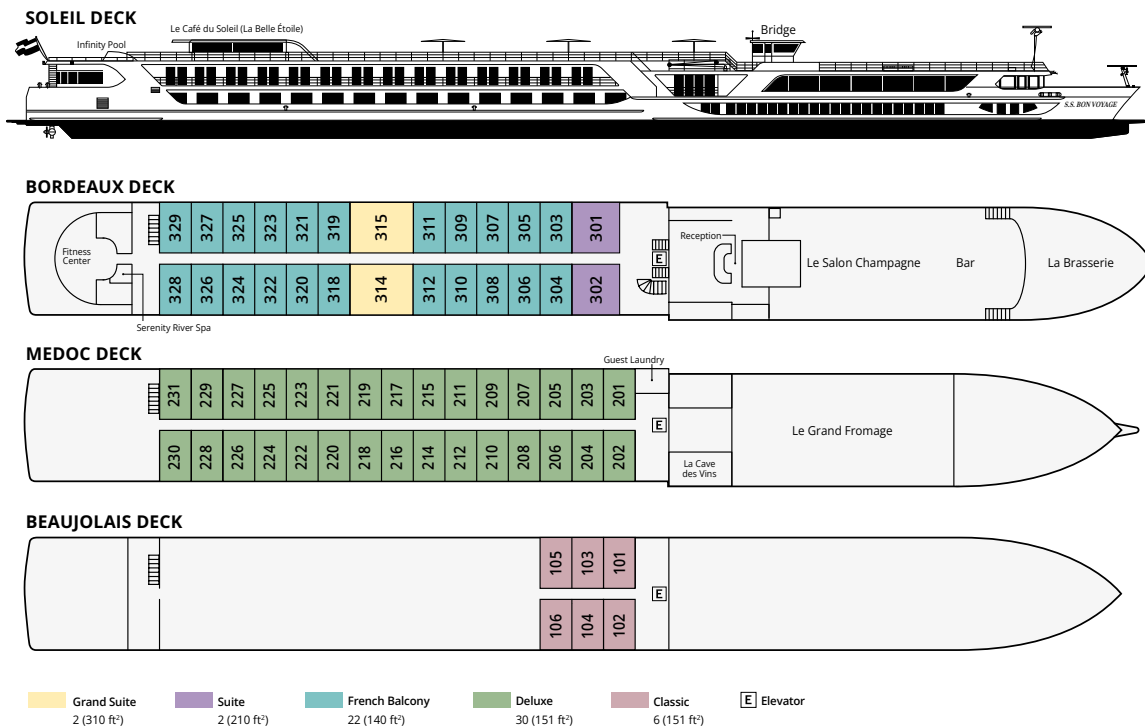 SOLEIL DECK
Le Café du Soleil (La Belle Étoile)
Infinity Pool
Bridge
S.S. BON VOYAGE
BORDEAUX DECK
329 327 325 323 321 319 315 311 309 307 305 303 301
Reception
Fitness
Center
E
Le Salon Champagne Bar La Brasserie
328 326 324 322 320 318 314 312 310 308 306 304 302
Serenity River Spa
MEDOC DECK
Guest Laundry
231 229 227 225 223 221 219 217 215 211 209 207 205 203 201
E
Le Grand Fromage
230 228 226 224 222 220 218 216 214 212 210 208 206 204 202
La Cave
des Vins
BEAUJOLAIS DECK
105 103 101
E
106 104 102
Grand Suite Suite French Balcony Deluxe Classic E Elevator
2 (310 ft²) 2 (210 ft²) 22 (140 ft²) 30 (151 ft²) 6 (151 ft²)